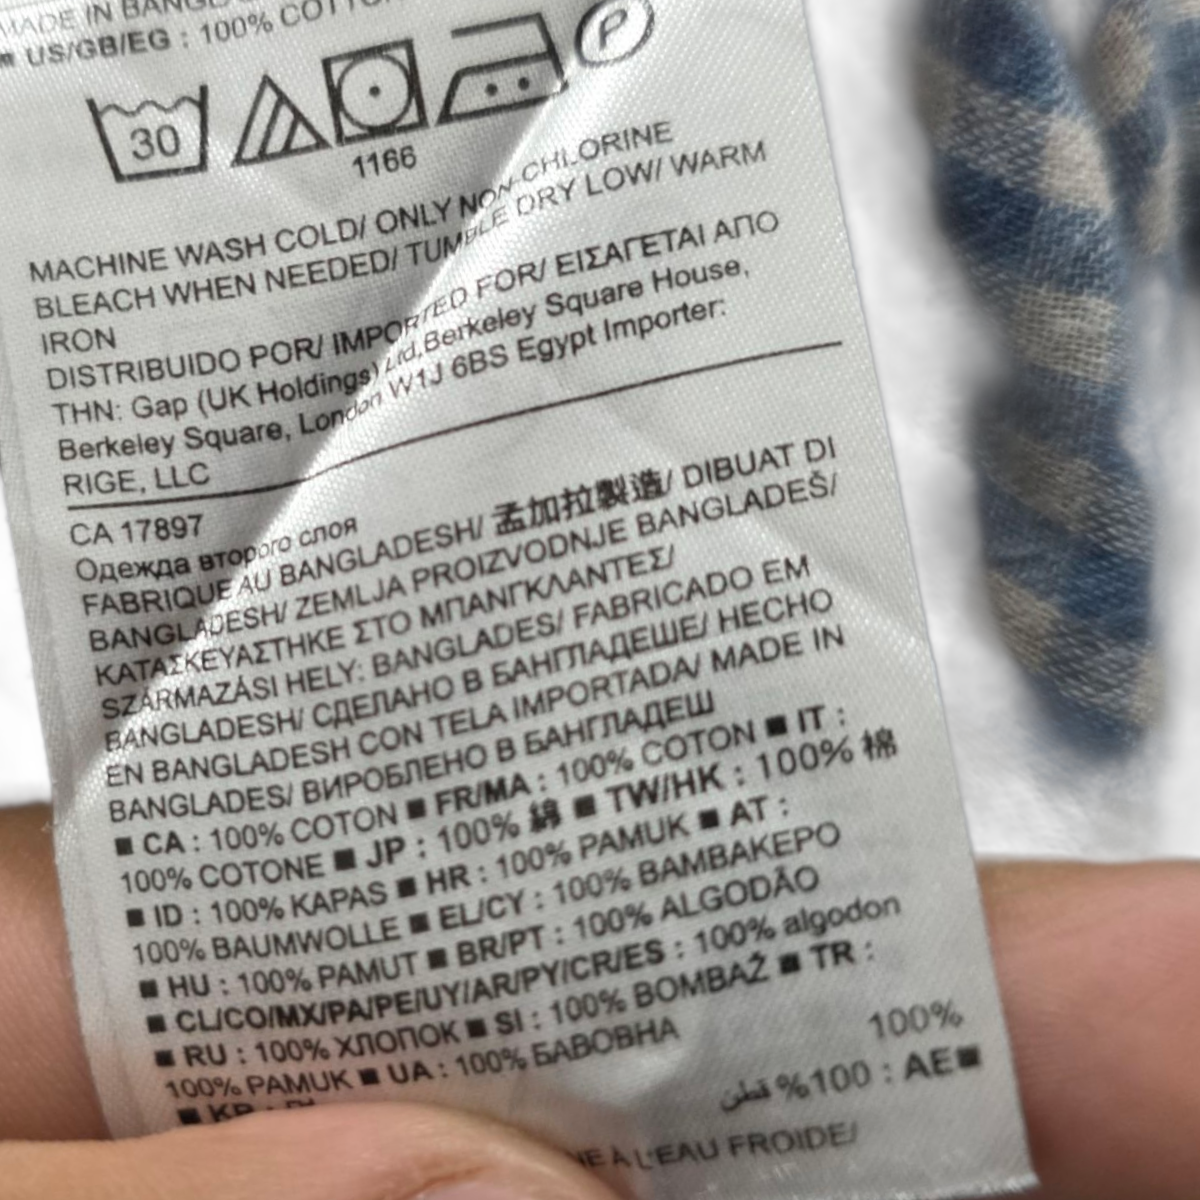 MADE IN
■ US/GB/EG : 100%
30
P
1166
MACHINE WASH COLD/ ONLY NON-CHLORINE
BLEACH WHEN NEEDED/ TUMBLE DRY LOW/ WARM
IRON
DISTRIBUIDO POR/ IMPORTED FOR/ ΕΙΣΑΓΕΤΑΙ ΑΠΟ
THN: Gap (UK Holdings) Ltd,Berkeley Square House,
Berkeley Square, London W1J 6BS Egypt Importer:
RIGE, LLC
CA 17897
Одежда второго слоя
FABRIQUE AU BANGLADESH/ 孟加拉製造/ DIBUAT DI
BANGLADESH/ ZEMLJA PROIZVODNJE BANGLADEŠ/
ΚΑΤΑΣΚΕΥΑΣΤΗΚΕ ΣΤΟ ΜΠΑΝΓΚΛΑΝΤΕΣ/
SZÁRMAZÁSI HELY: BANGLADES/ FABRICADO EM
BANGLADESH/ СДЕЛАНО В БАНГЛАДЕШЕ/ HECHO
EN BANGLADESH CON TELA IMPORTADA/ MADE IN
BANGLADES/ ВИРОБЛЕНО В БАНГЛАДЕШ
■ CA : 100% COTON ■ FR/MA : 100% COTON ■ IT :
100% COTONE ■ JP : 100% 綿 ■ TW/HK : 100% 棉
■ ID : 100% KAPAS ■ HR : 100% PAMUK ■ AT :
100% BAUMWOLLE ■ EL/CY : 100% ΒΑΜΒΑΚΕΡΟ
■ HU : 100% PAMUT ■ BR/PT : 100% ALGODÃO
■ CL/CO/MX/PA/PE/UY/AR/PY/CR/ES : 100% algodon
■ RU : 100% ХЛОПОК ■ SI : 100% BOMBAŽ ■ TR :
100% PAMUK ■ UA : 100% БАВОВНА
100%
■AE : 100% قطن
À L'EAU FROIDE/